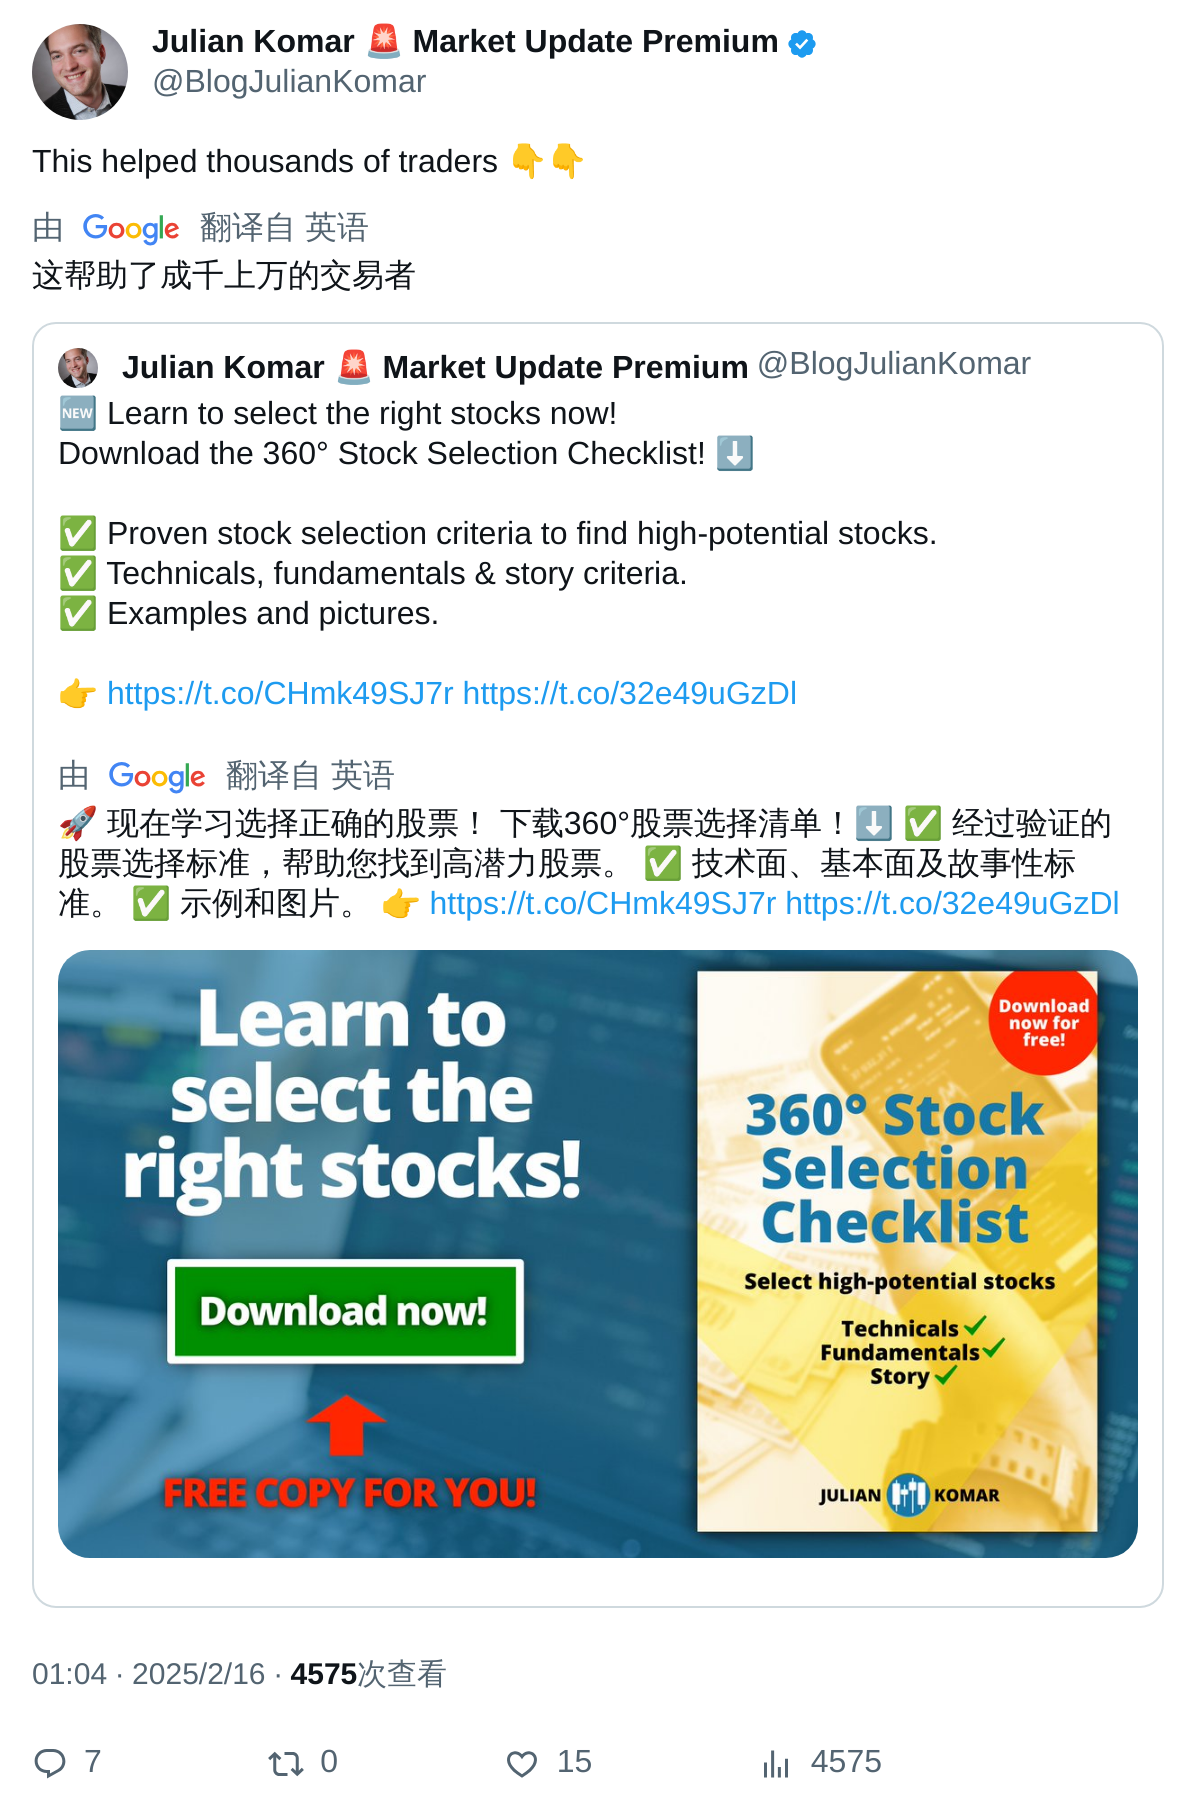 Julian Komar 🚨 Market Update Premium
@BlogJulianKomar
This helped thousands of traders 👇👇
由 Google 翻译自 英语
这帮助了成千上万的交易者
Julian Komar 🚨 Market Update Premium @BlogJulianKomar
🆕 Learn to select the right stocks now!
Download the 360° Stock Selection Checklist! ⬇️
✅ Proven stock selection criteria to find high-potential stocks.
✅ Technicals, fundamentals & story criteria.
✅ Examples and pictures.
👉 https://t.co/CHmk49SJ7r https://t.co/32e49uGzDl
由 Google 翻译自 英语
🚀 现在学习选择正确的股票！ 下载360°股票选择清单！⬇️ ✅ 经过验证的
股票选择标准，帮助您找到高潜力股票。 ✅ 技术面、基本面及故事性标
准。 ✅ 示例和图片。 👉 https://t.co/CHmk49SJ7r https://t.co/32e49uGzDl
Learn to
select the
right stocks!
Download now!
FREE COPY FOR YOU!
Download
now for
free!
360° Stock
Selection
Checklist
Select high-potential stocks
Technicals
Fundamentals
Story
JULIAN KOMAR
01:04 · 2025/2/16 · 4575次查看
7 0 15 4575